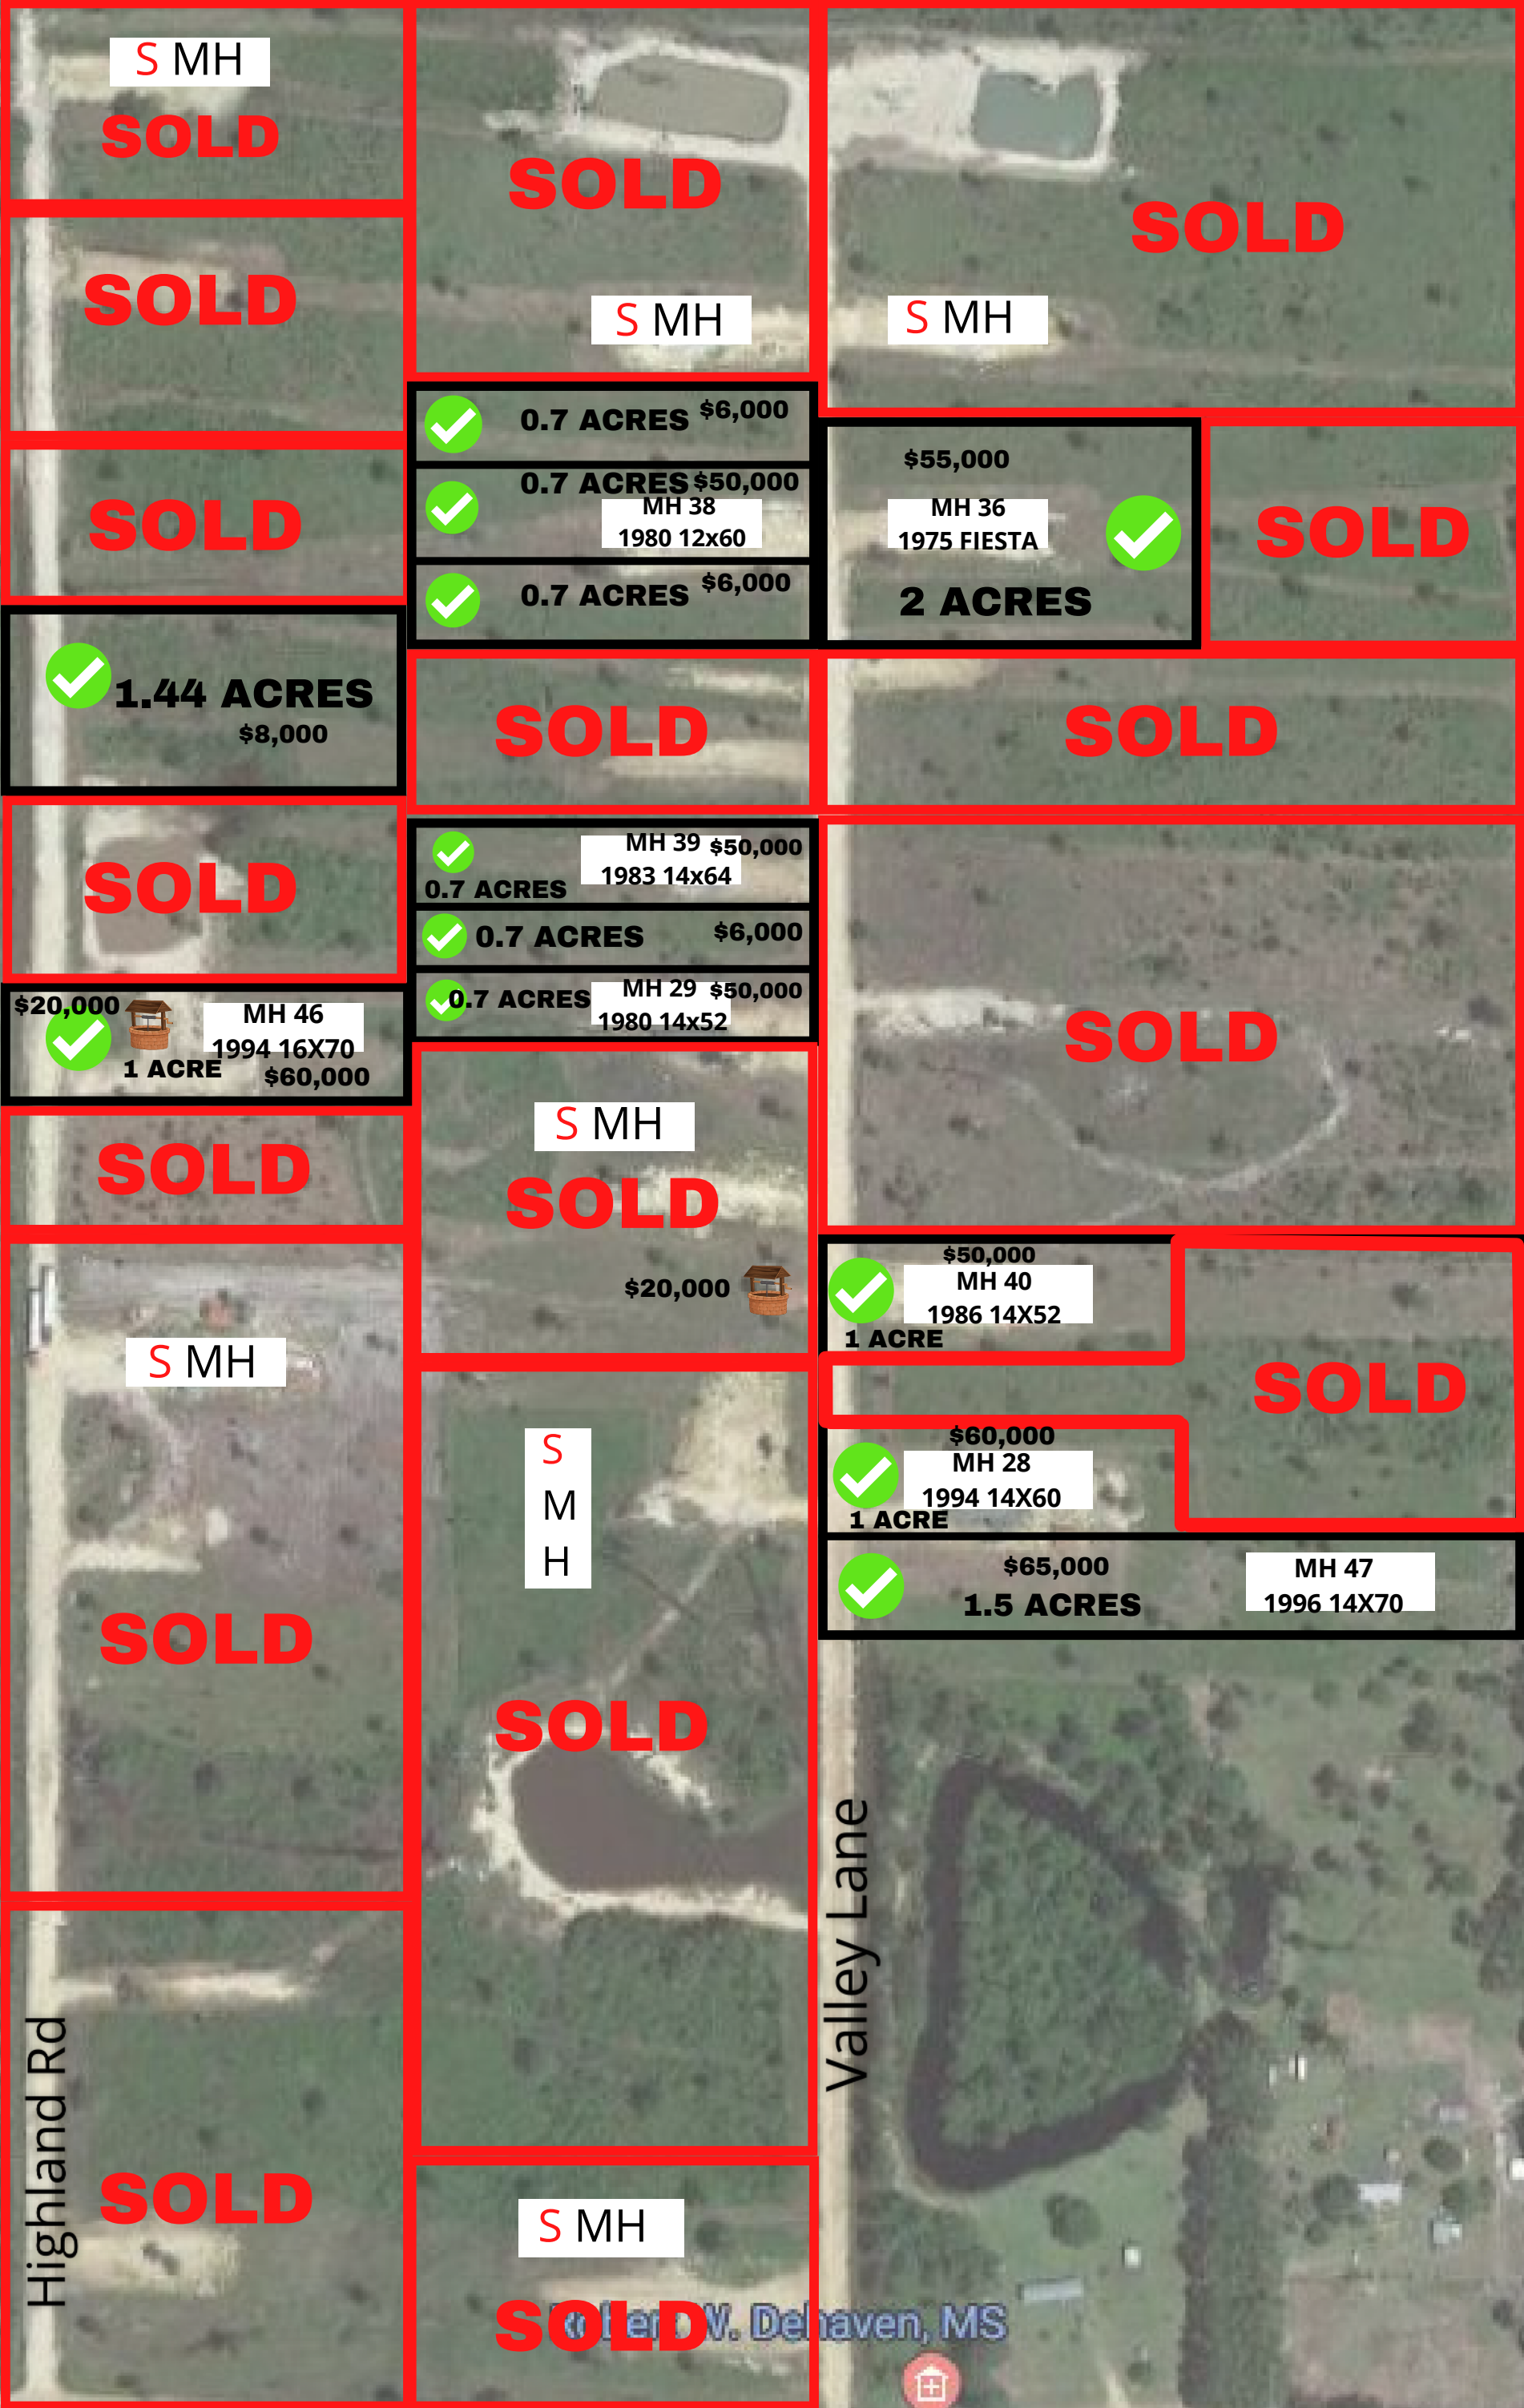 S MH
SOLD
SOLD
SOLD
1.44 ACRES
$8,000
SOLD
$20,000
MH 46
1994 16X70
1 ACRE
$60,000
SOLD
S MH
SOLD
SOLD
Highland Rd
SOLD
S MH
0.7 ACRES $6,000
0.7 ACRES $50,000
MH 38
1980 12x60
0.7 ACRES $6,000
SOLD
MH 39 $50,000
1983 14x64
0.7 ACRES
0.7 ACRES $6,000
0.7 ACRES MH 29 $50,000
1980 14x52
S MH
SOLD
$20,000
S
M
H
SOLD
S MH
SOLD
W. Dehaven, MS
SOLD
S MH
$55,000
MH 36
1975 FIESTA
2 ACRES
SOLD
SOLD
SOLD
$50,000
MH 40
1986 14X52
1 ACRE
SOLD
$60,000
MH 28
1994 14X60
1 ACRE
$65,000
1.5 ACRES
MH 47
1996 14X70
Valley Lane